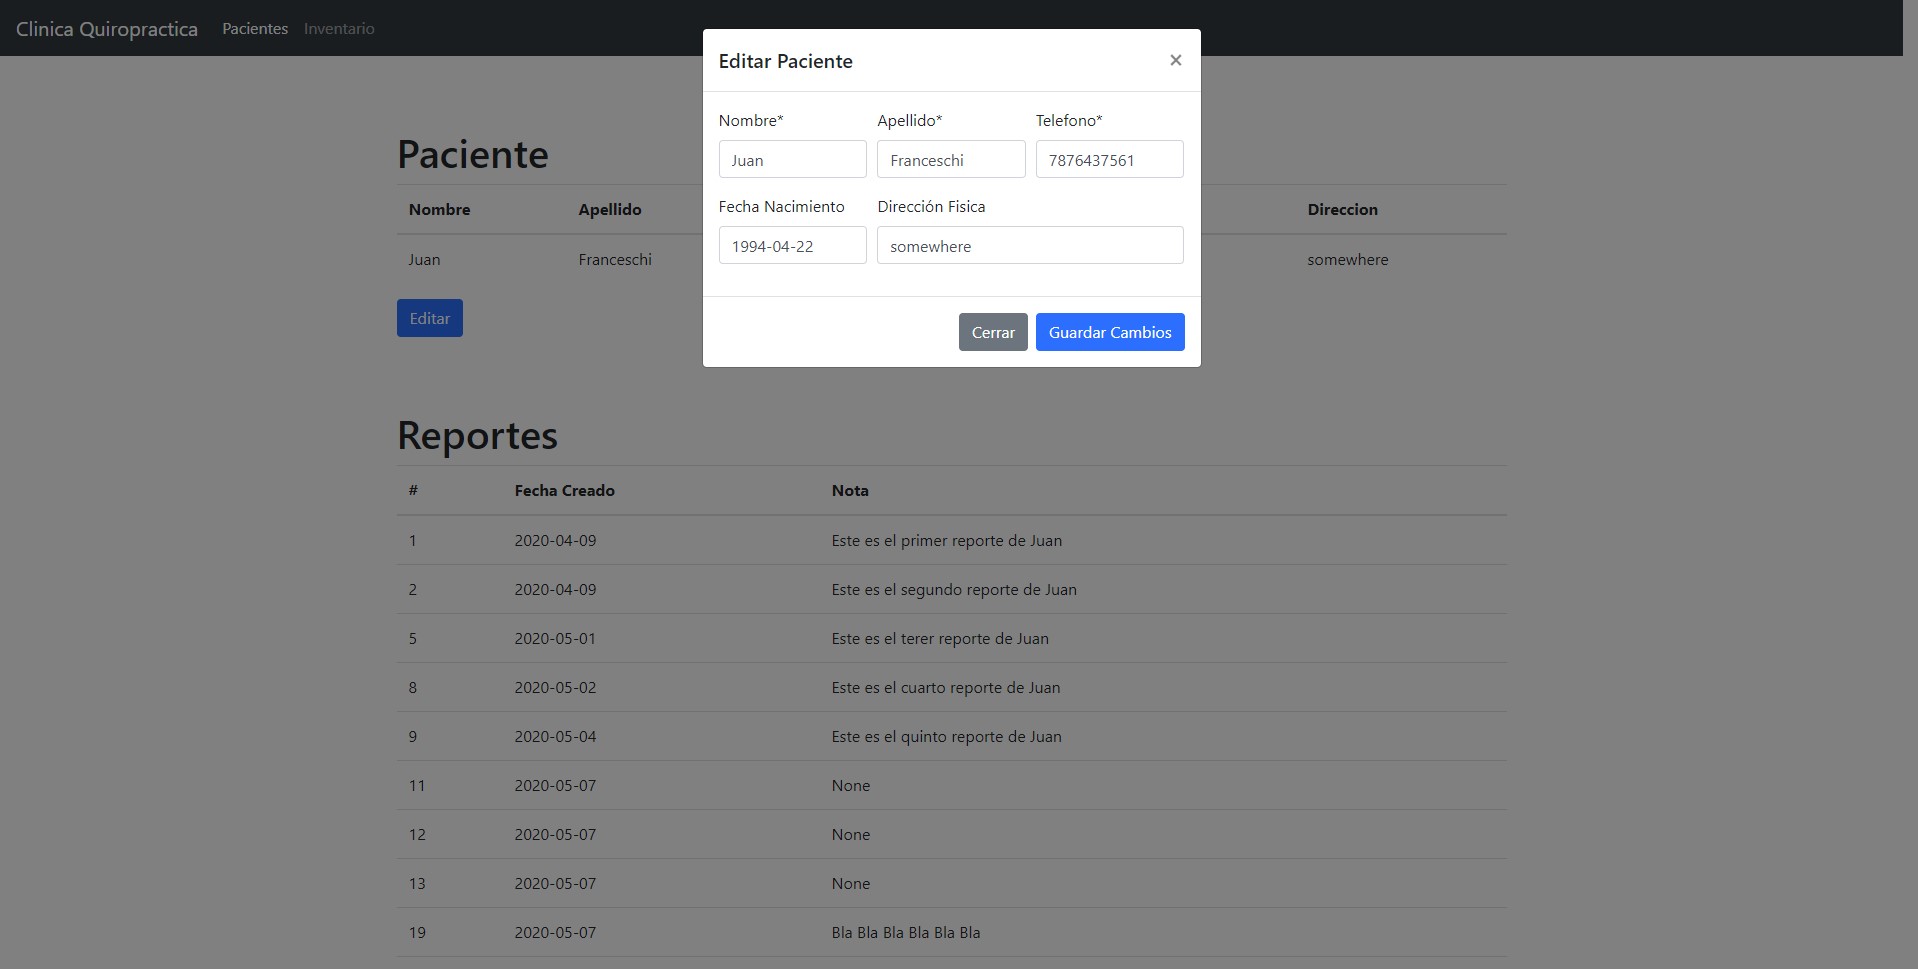 Clinica Quiropractica Pacientes Inventario
Editar Paciente ×
Nombre* Apellido* Telefono*
Juan Franceschi 7876437561
Fecha Nacimiento Dirección Fisica
1994-04-22 somewhere
Cerrar Guardar Cambios
Paciente
Nombre Apellido Direccion
Juan Franceschi somewhere
Editar
Reportes
# Fecha Creado Nota
1 2020-04-09 Este es el primer reporte de Juan
2 2020-04-09 Este es el segundo reporte de Juan
5 2020-05-01 Este es el terer reporte de Juan
8 2020-05-02 Este es el cuarto reporte de Juan
9 2020-05-04 Este es el quinto reporte de Juan
11 2020-05-07 None
12 2020-05-07 None
13 2020-05-07 None
19 2020-05-07 Bla Bla Bla Bla Bla Bla